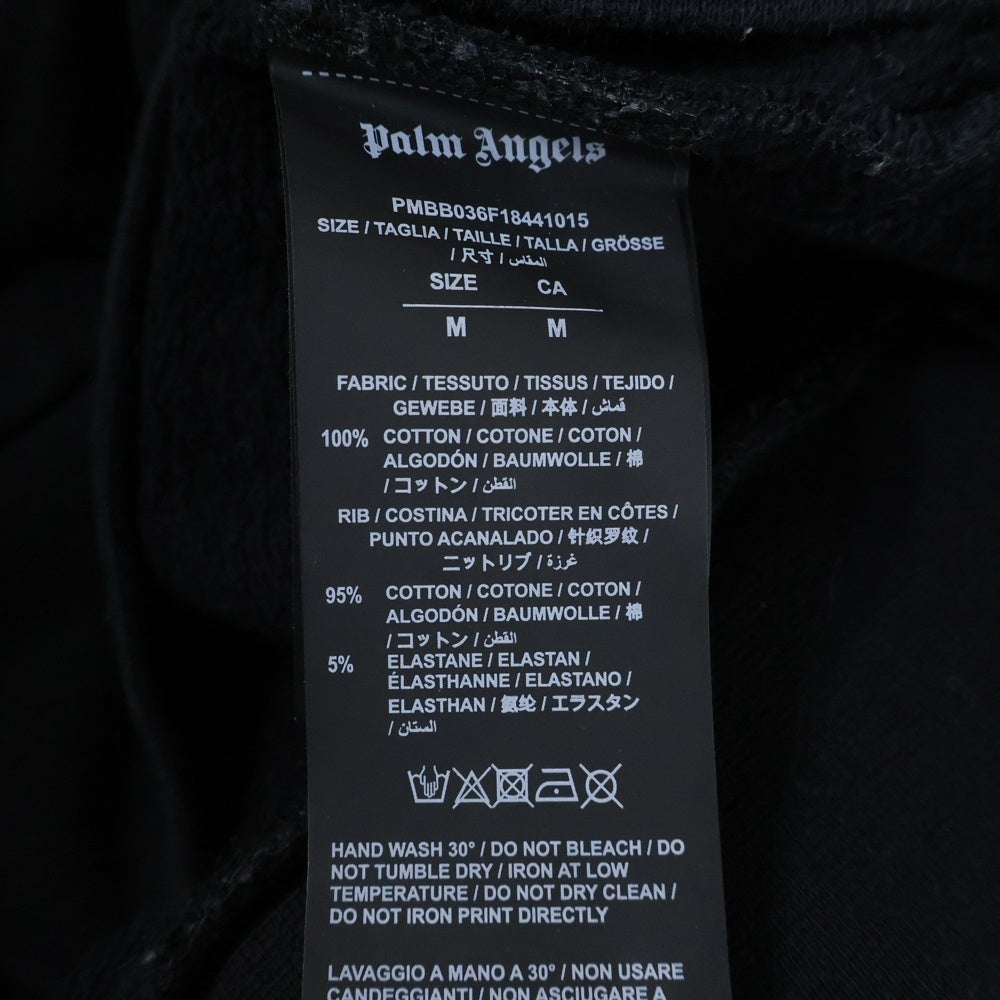 Palm Angels
PMBB036F18441015
SIZE / TAGLIA / TAILLE / TALLA / GRÖSSE
/ 尺寸 / المقاس
SIZE CA
M M
FABRIC / TESSUTO / TISSUS / TEJIDO /
GEWEBE / 面料 / 本体 / قماش
100% COTTON / COTONE / COTON /
ALGODÓN / BAUMWOLLE / 棉
/ コットン / القطن
RIB / COSTINA / TRICOTER EN CÔTES /
PUNTO ACANALADO / 针织罗纹 /
ニットリブ / غرزة
95% COTTON / COTONE / COTON /
ALGODÓN / BAUMWOLLE / 棉
/ コットン / القطن
5% ELASTANE / ELASTAN /
ÉLASTHANNE / ELASTANO /
ELASTHAN / 氨纶 / エラスタン
/ الستان
HAND WASH 30° / DO NOT BLEACH / DO
NOT TUMBLE DRY / IRON AT LOW
TEMPERATURE / DO NOT DRY CLEAN /
DO NOT IRON PRINT DIRECTLY
LAVAGGIO A MANO A 30° / NON USARE
CANDEGGIANTI / NON ASCIUGARE A